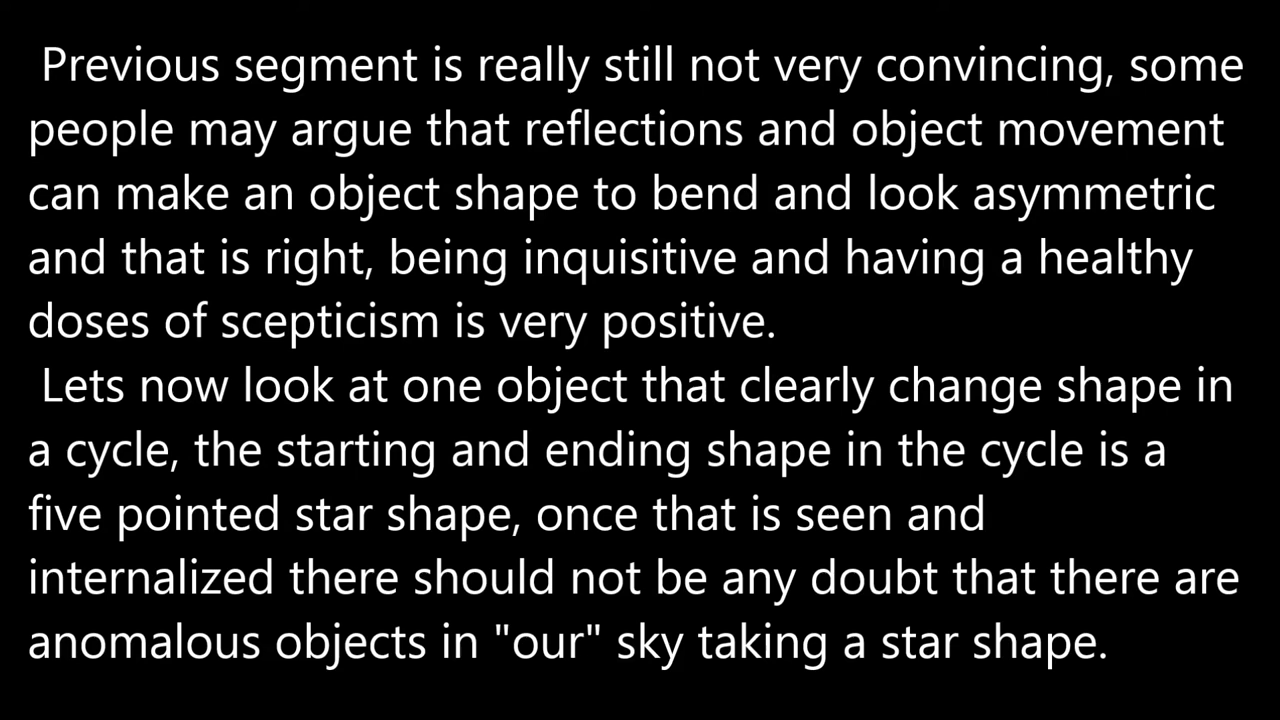 Previous segment is really still not very convincing, some
people may argue that reflections and object movement
can make an object shape to bend and look asymmetric
and that is right, being inquisitive and having a healthy
doses of scepticism is very positive.
Lets now look at one object that clearly change shape in
a cycle, the starting and ending shape in the cycle is a
five pointed star shape, once that is seen and
internalized there should not be any doubt that there are
anomalous objects in "our" sky taking a star shape.